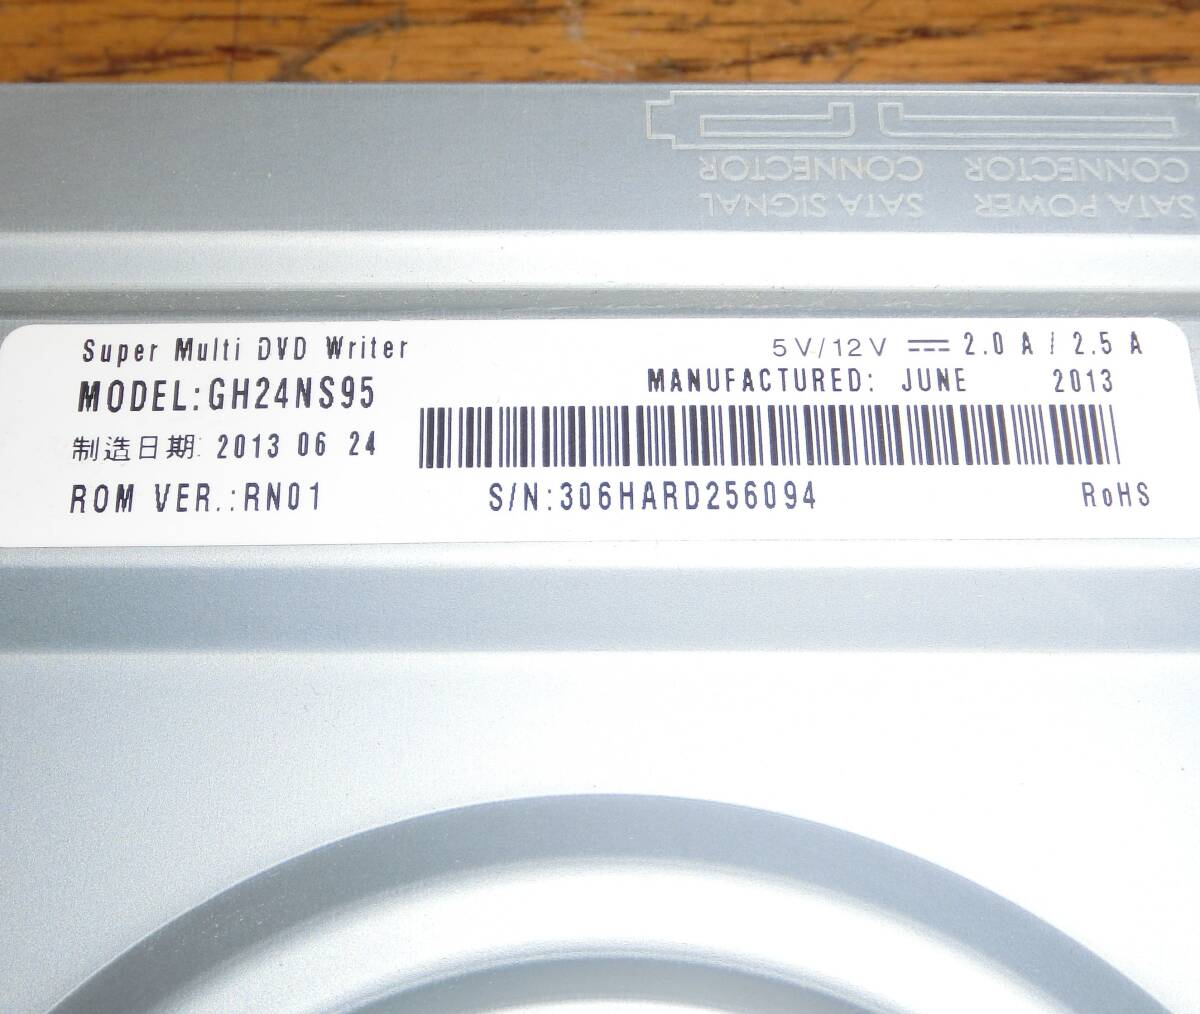 SATA POWER CONNECTOR
SATA SIGNAL CONNECTOR
Super Multi DVD Writer
5V/12V ⎓ 2.0 A / 2.5 A
MODEL:GH24NS95
MANUFACTURED: JUNE 2013
制造日期: 2013 06 24
ROM VER.:RN01
S/N:306HARD256094
RoHS